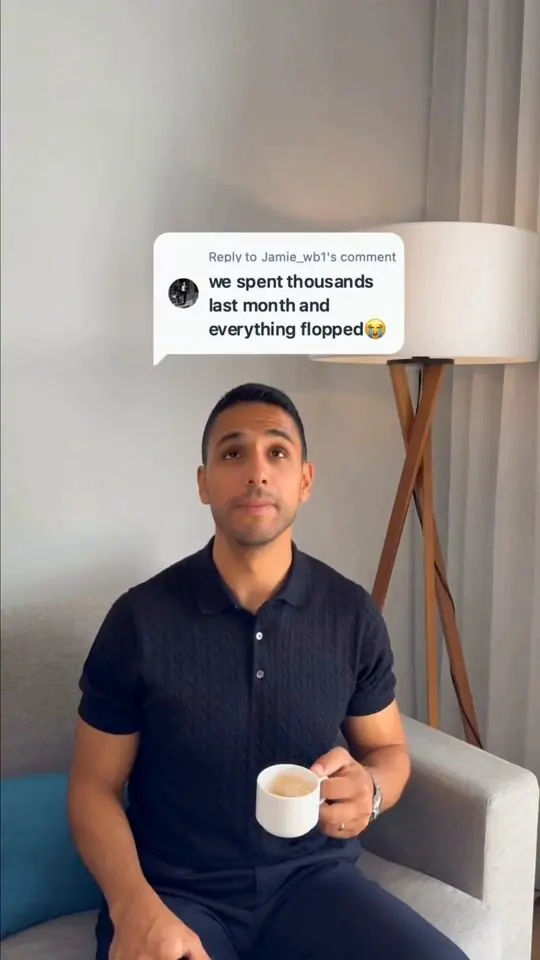 Reply to Jamie_wb1's comment
we spent thousands
last month and
everything flopped😭